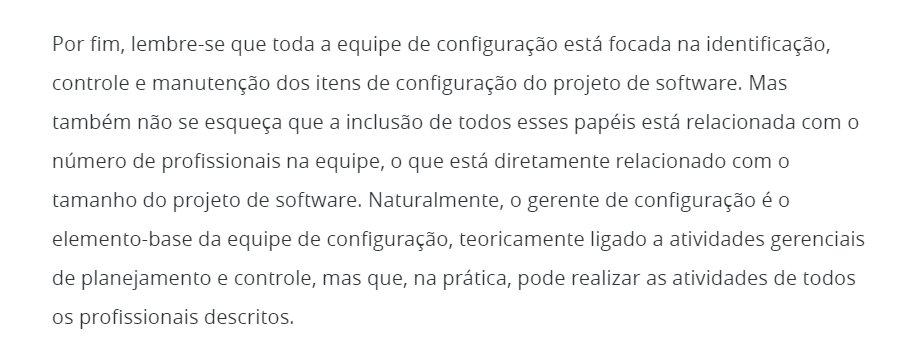 Por fim, lembre-se que toda a equipe de configuração está focada na identificação,
controle e manutenção dos itens de configuração do projeto de software. Mas
também não se esqueça que a inclusão de todos esses papéis está relacionada com o
número de profissionais na equipe, o que está diretamente relacionado com o
tamanho do projeto de software. Naturalmente, o gerente de configuração é o
elemento-base da equipe de configuração, teoricamente ligado a atividades gerenciais
de planejamento e controle, mas que, na prática, pode realizar as atividades de todos
os profissionais descritos.